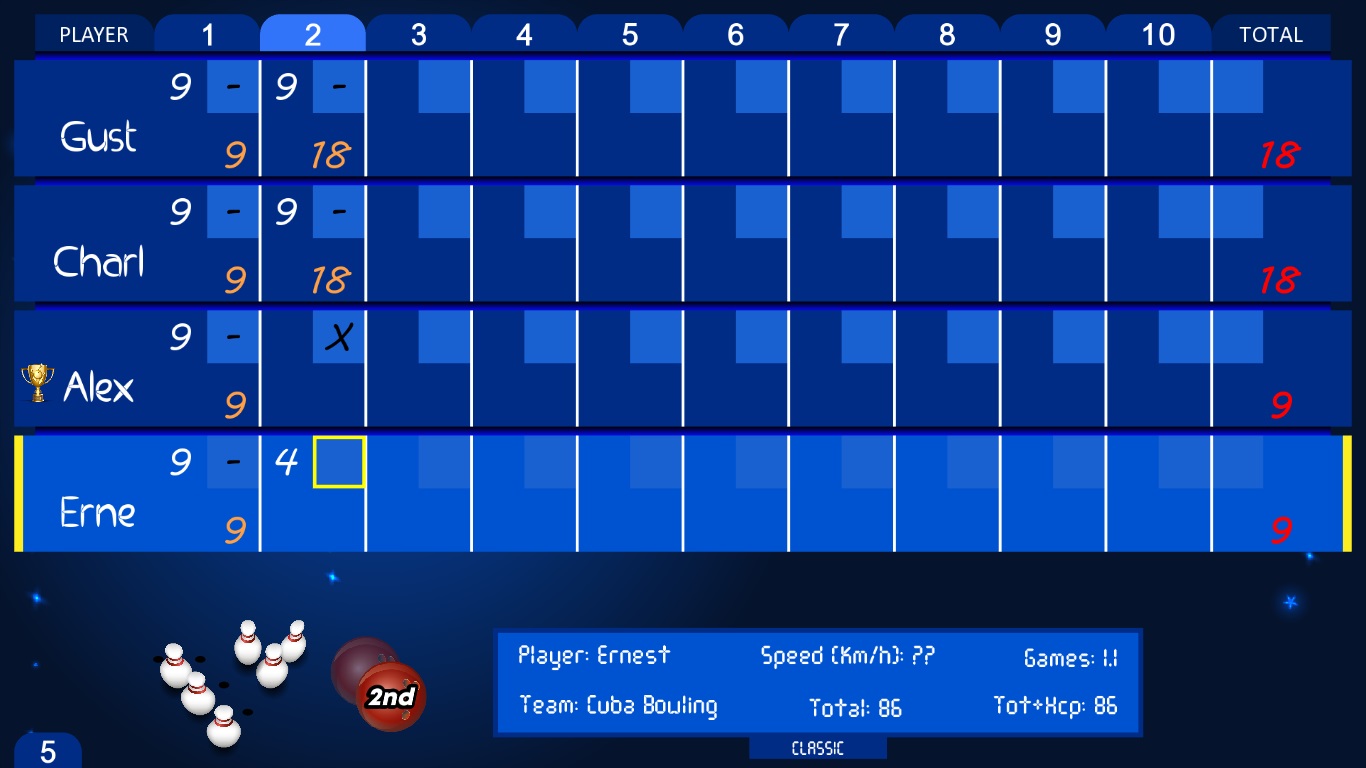 PLAYER 1 2 3 4 5 6 7 8 9 10 TOTAL
9 - 9 -
Gust
9 18 18
9 - 9 -
Charl
9 18 18
9 - X
Alex
9 9
9 - 4
Erne
9 9
2nd
Player: Ernest Speed (Km/h): ?? Games: 1.1
Team: Cuba Bowling Total: 86 Tot+Hcp: 86
CLASSIC
5